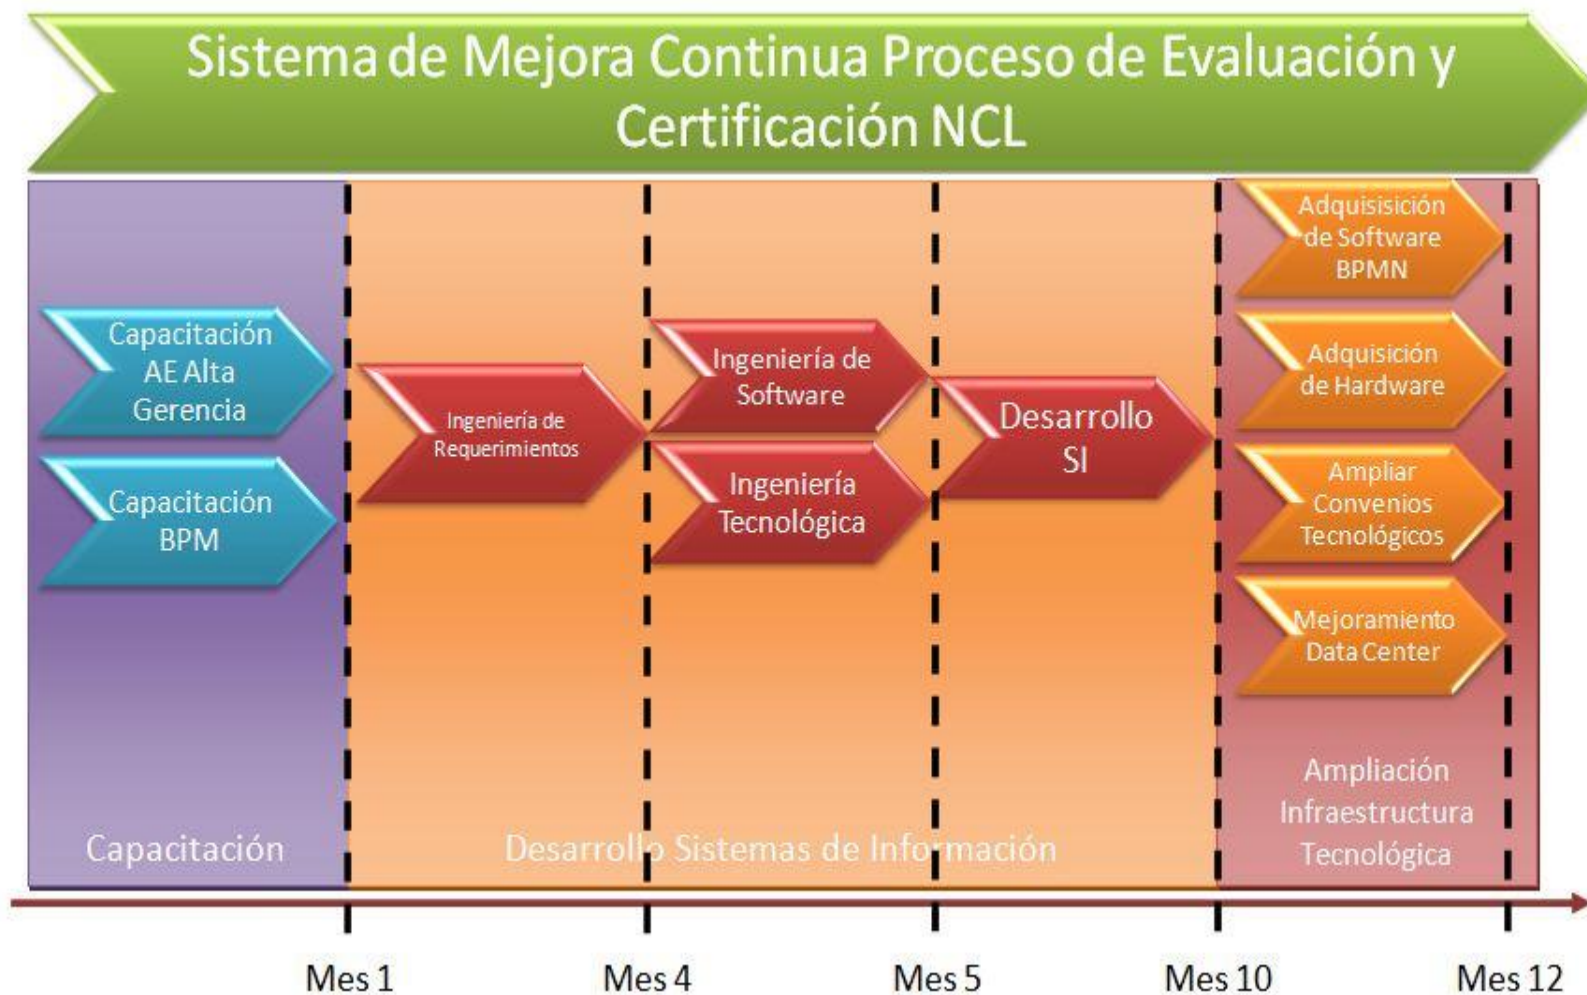 Sistema de Mejora Continua Proceso de Evaluación y
Certificación NCL
Capacitación
AE Alta
Gerencia
Capacitación
BPM
Ingeniería de
Requerimientos
Ingeniería de
Software
Ingeniería
Tecnológica
Desarrollo
SI
Adquisisición
de Software
BPMN
Adquisición
de Hardware
Ampliar
Convenios
Tecnológicos
Mejoramiento
Data Center
Capacitación
Desarrollo Sistemas de Información
Ampliación
Infraestructura
Tecnológica
Mes 1
Mes 4
Mes 5
Mes 10
Mes 12